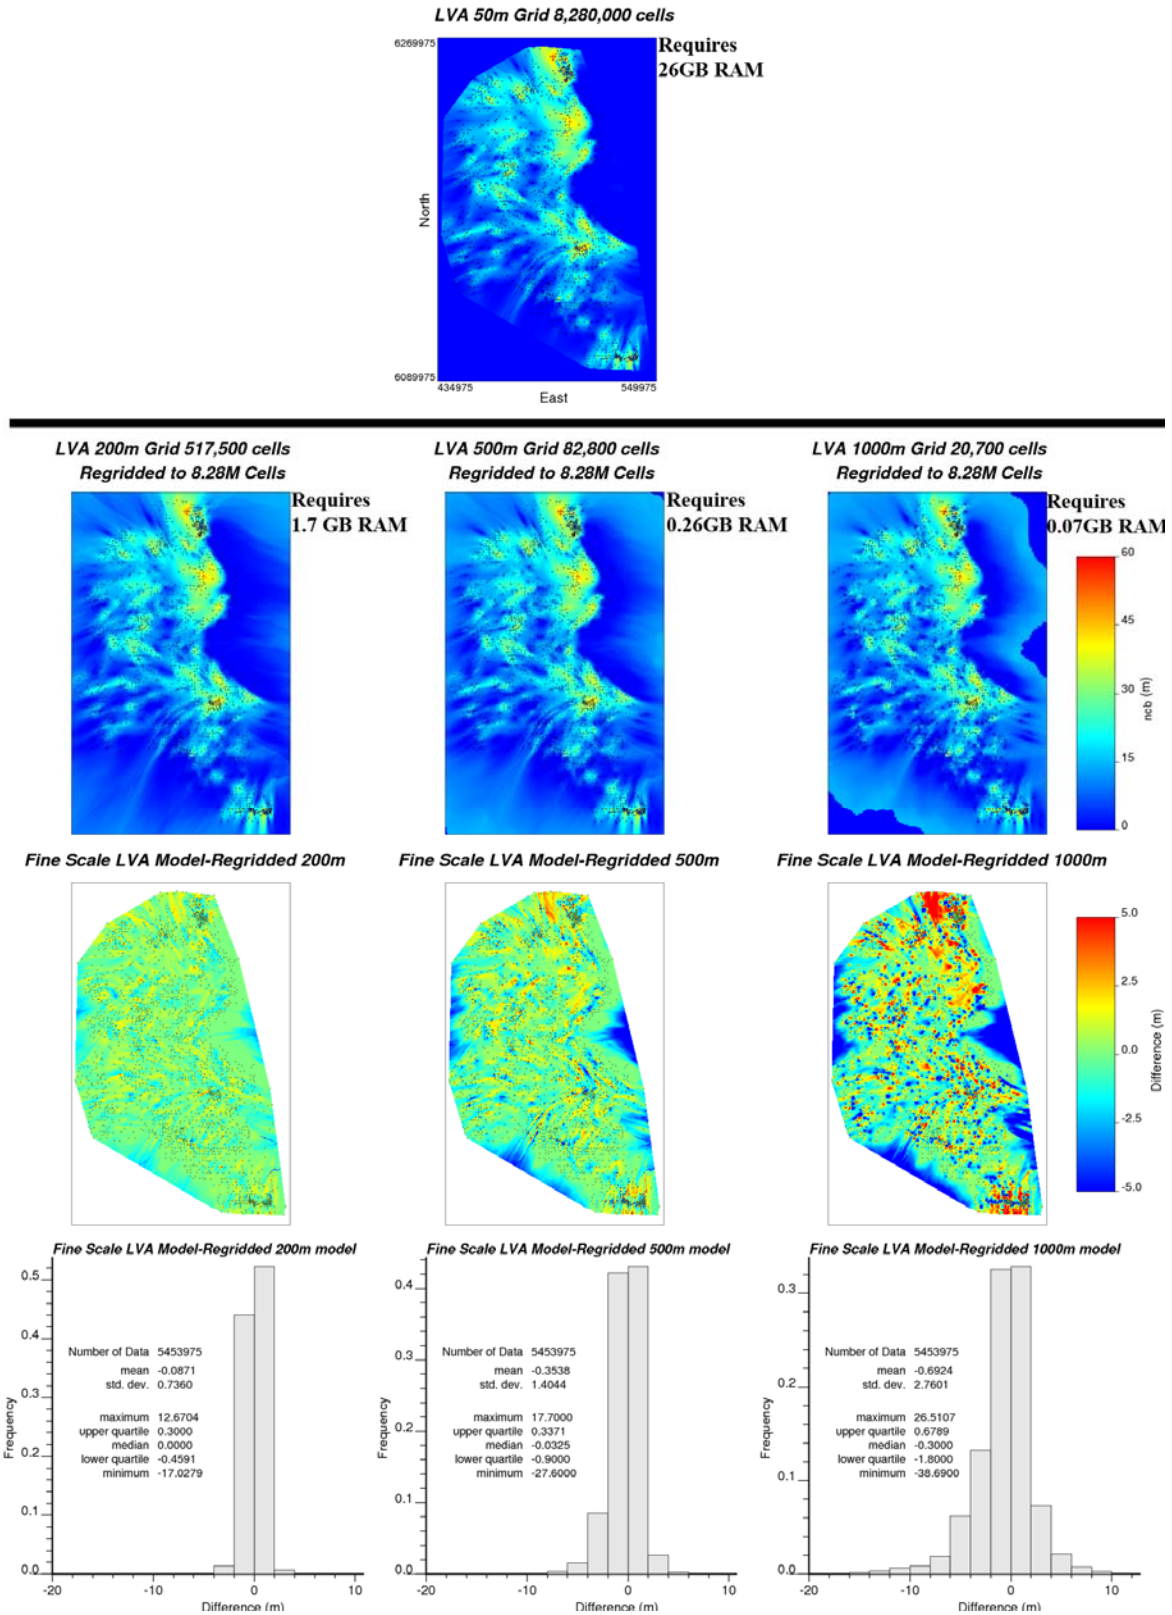 LVA 50m Grid 8,280,000 cells
6269975
Requires
26GB RAM
North
6089975
434975
549975
East
LVA 200m Grid 517,500 cells
Regridded to 8.28M Cells
Requires
1.7 GB RAM
LVA 500m Grid 82,800 cells
Regridded to 8.28M Cells
Requires
0.26GB RAM
LVA 1000m Grid 20,700 cells
Regridded to 8.28M Cells
Requires
0.07GB RAM
60
45
30
15
0
ncb (m)
Fine Scale LVA Model-Regridded 200m
Fine Scale LVA Model-Regridded 500m
Fine Scale LVA Model-Regridded 1000m
5.0
2.5
0.0
-2.5
-5.0
Difference (m)
Fine Scale LVA Model-Regridded 200m model
0.5
0.4
0.3
0.2
0.1
0.0
Frequency
Number of Data 5453975
mean -0.0871
std. dev. 0.7360
maximum 12.6704
upper quartile 0.3000
median 0.0000
lower quartile -0.4591
minimum -17.0279
-20
-10
0
10
Difference (m)
Fine Scale LVA Model-Regridded 500m model
0.4
0.3
0.2
0.1
0.0
Frequency
Number of Data 5453975
mean -0.3538
std. dev. 1.4044
maximum 17.7000
upper quartile 0.3371
median -0.0325
lower quartile -0.9000
minimum -27.6000
-20
-10
0
10
Difference (m)
Fine Scale LVA Model-Regridded 1000m model
0.3
0.2
0.1
0.0
Frequency
Number of Data 5453975
mean -0.6924
std. dev. 2.7601
maximum 26.5107
upper quartile 0.6789
median -0.3000
lower quartile -1.8000
minimum -38.6900
-20
-10
0
10
Difference (m)